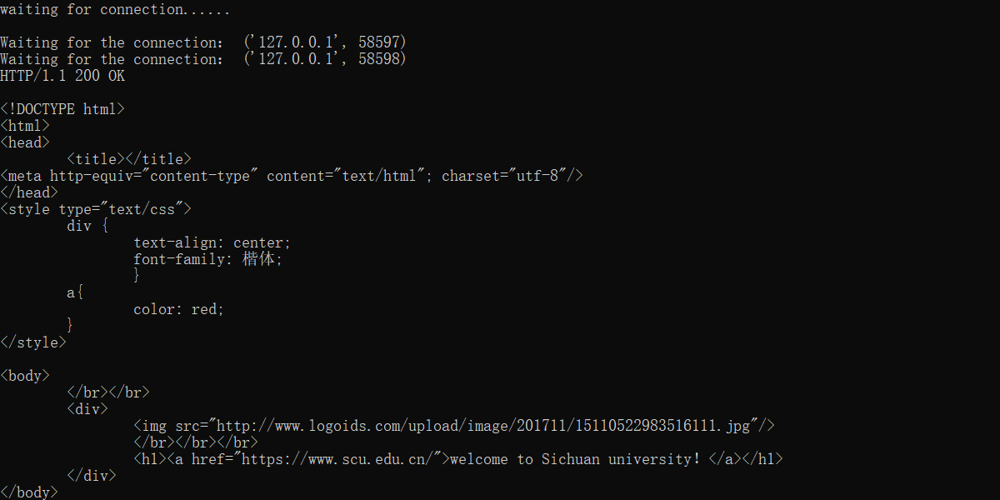 waiting for connection......
Waiting for the connection: ('127.0.0.1', 58597)
Waiting for the connection: ('127.0.0.1', 58598)
HTTP/1.1 200 OK
<!DOCTYPE html>
<html>
<head>
<title></title>
<meta http-equiv="content-type" content="text/html"; charset="utf-8"/>
</head>
<style type="text/css">
div {
text-align: center;
font-family: 楷体;
}
a{
color: red;
}
</style>
<body>
</br></br>
<div>
<img src="http://www.logoids.com/upload/image/201711/15110522983516111.jpg"/>
</br></br></br>
<h1><a href="https://www.scu.edu.cn/">welcome to Sichuan university! </a></h1>
</div>
</body>